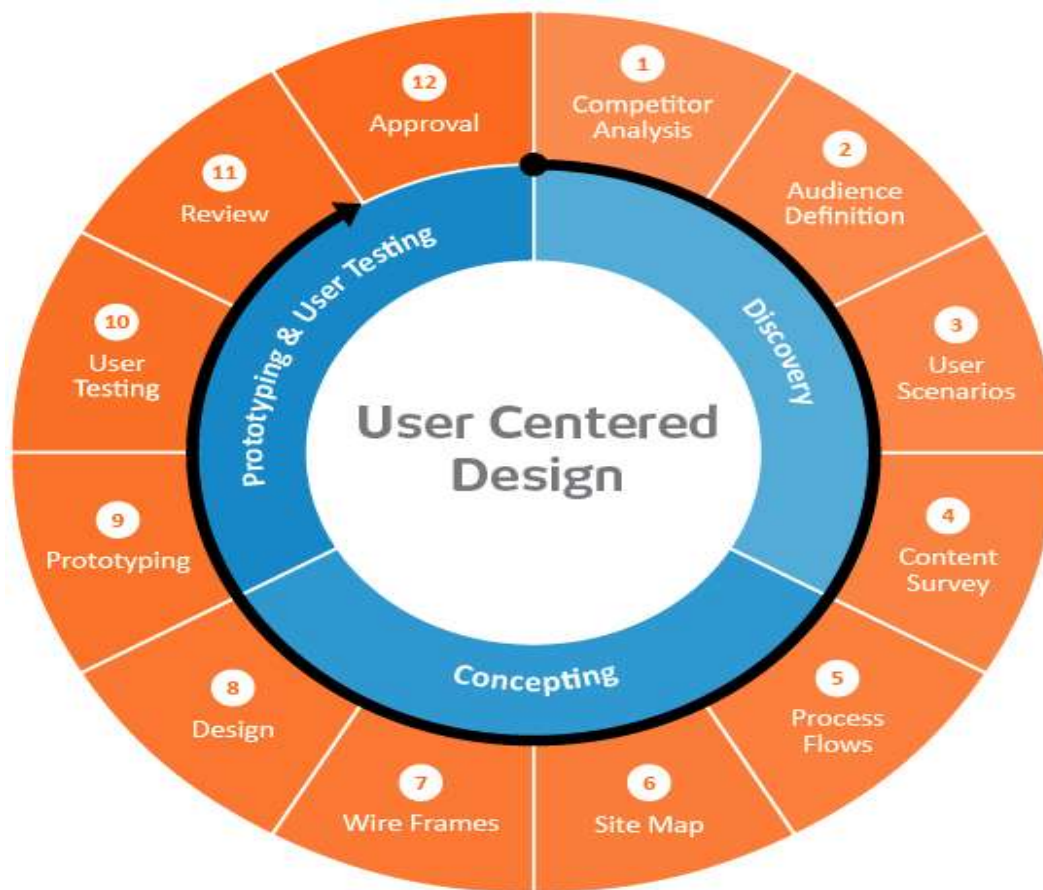 User Centered
Design
Discovery
Concepting
Prototyping & User Testing
1
Competitor
Analysis
2
Audience
Definition
3
User
Scenarios
4
Content
Survey
5
Process
Flows
6
Site Map
7
Wire Frames
8
Design
9
Prototyping
10
User
Testing
11
Review
12
Approval